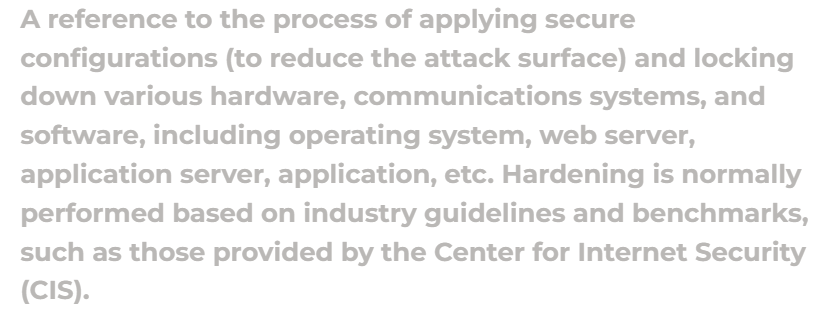 A reference to the process of applying secure
configurations (to reduce the attack surface) and locking
down various hardware, communications systems, and
software, including operating system, web server,
application server, application, etc. Hardening is normally
performed based on industry guidelines and benchmarks,
such as those provided by the Center for Internet Security
(CIS).